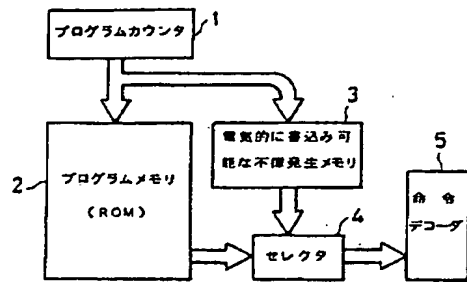 プログラムカウンタ
1
電気的に書込み可
能な不揮発生メモリ
3
プログラムメモリ
(ROM)
2
セレクタ
4
命令
デコーダ
5